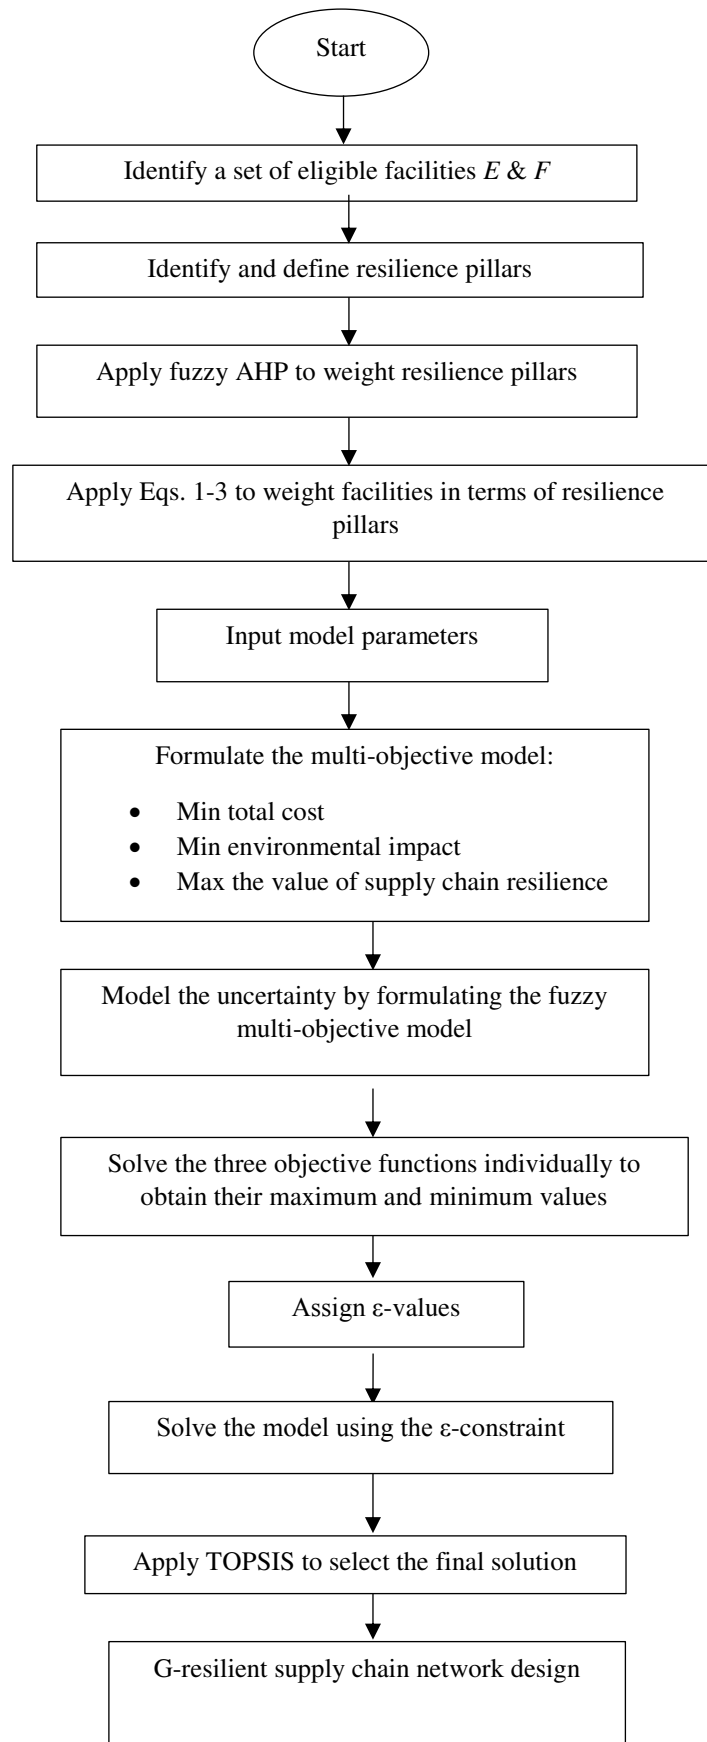 Start
Identify a set of eligible facilities E & F
Identify and define resilience pillars
Apply fuzzy AHP to weight resilience pillars
Apply Eqs. 1-3 to weight facilities in terms of resilience
pillars
Input model parameters
Formulate the multi-objective model:
• Min total cost
• Min environmental impact
• Max the value of supply chain resilience
Model the uncertainty by formulating the fuzzy
multi-objective model
Solve the three objective functions individually to
obtain their maximum and minimum values
Assign ε-values
Solve the model using the ε-constraint
Apply TOPSIS to select the final solution
G-resilient supply chain network design